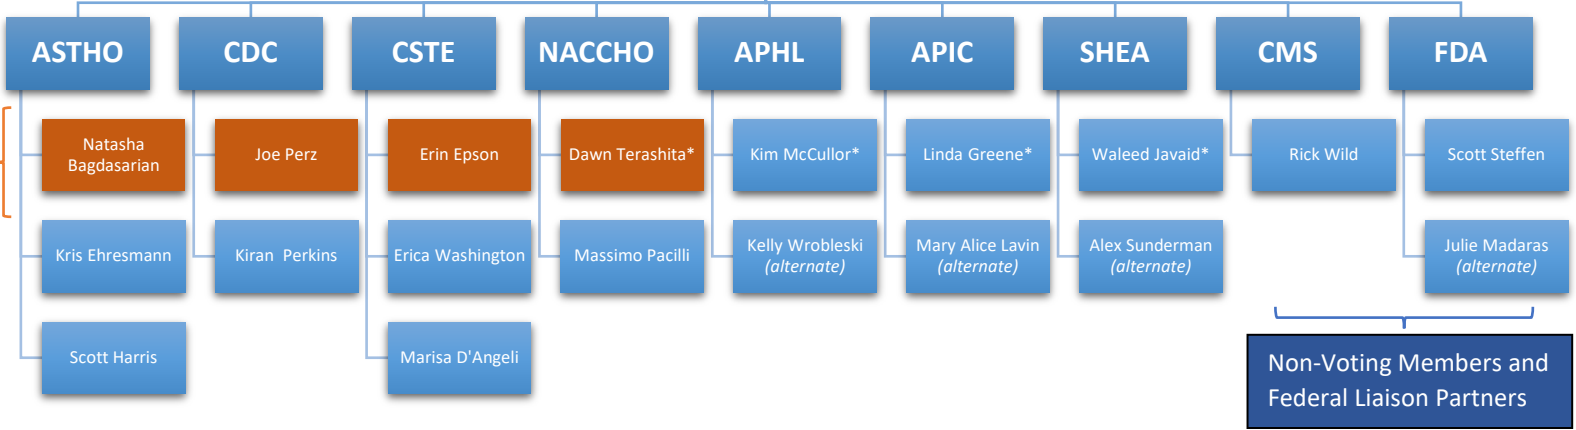 ASTHO
CDC
CSTE
NACCHO
APHL
APIC
SHEA
CMS
FDA
Natasha
Bagdasarian
Joe Perz
Erin Epson
Dawn Terashita*
Kim McCullor*
Linda Greene*
Waleed Javaid*
Rick Wild
Scott Steffen
Kris Ehresmann
Kiran  Perkins
Erica Washington
Massimo Pacilli
Kelly Wrobleski
(alternate)
Mary Alice Lavin
(alternate)
Alex Sunderman
(alternate)
Julie Madaras
(alternate)
Scott Harris
Marisa D'Angeli
Non-Voting Members and
Federal Liaison Partners